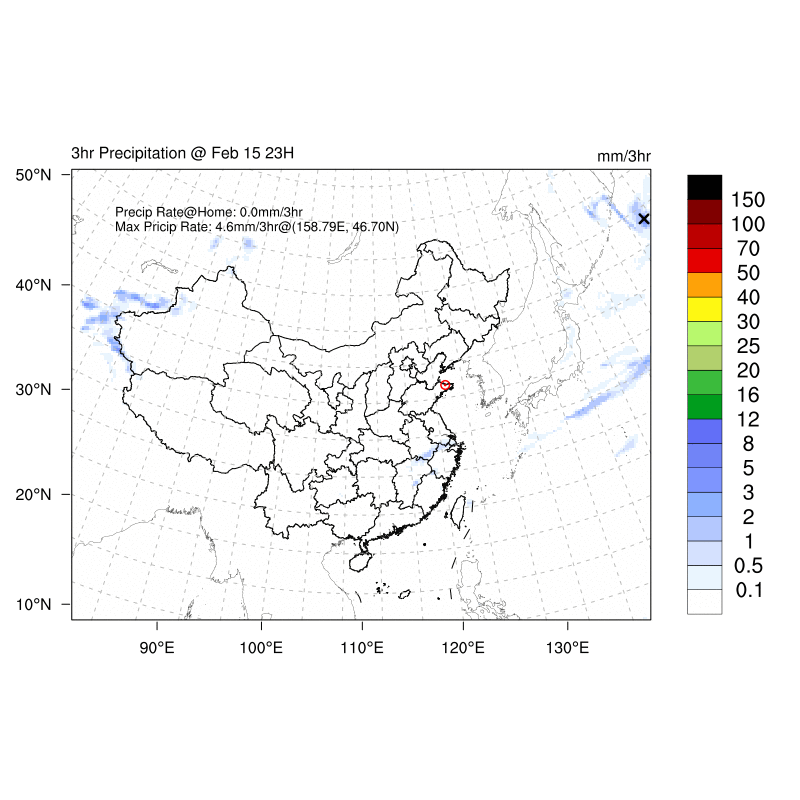 3hr Precipitation @ Feb 15 23H
mm/3hr
Precip Rate@Home: 0.0mm/3hr
Max Pricip Rate: 4.6mm/3hr@(158.79E, 46.70N)
50°N
40°N
30°N
20°N
10°N
90°E
100°E
110°E
120°E
130°E
150
100
70
50
40
30
25
20
16
12
8
5
3
2
1
0.5
0.1